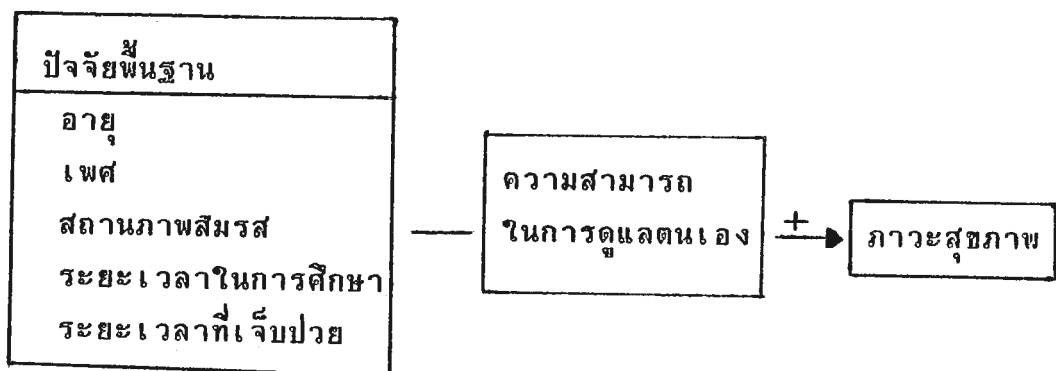 ปัจจัยพื้นฐาน
อายุ
เพศ
สถานภาพสมรส
ระยะเวลาในการศึกษา
ระยะเวลาที่เจ็บป่วย
ความสามารถ
ในการดูแลตนเอง
+
ภาวะสุขภาพ